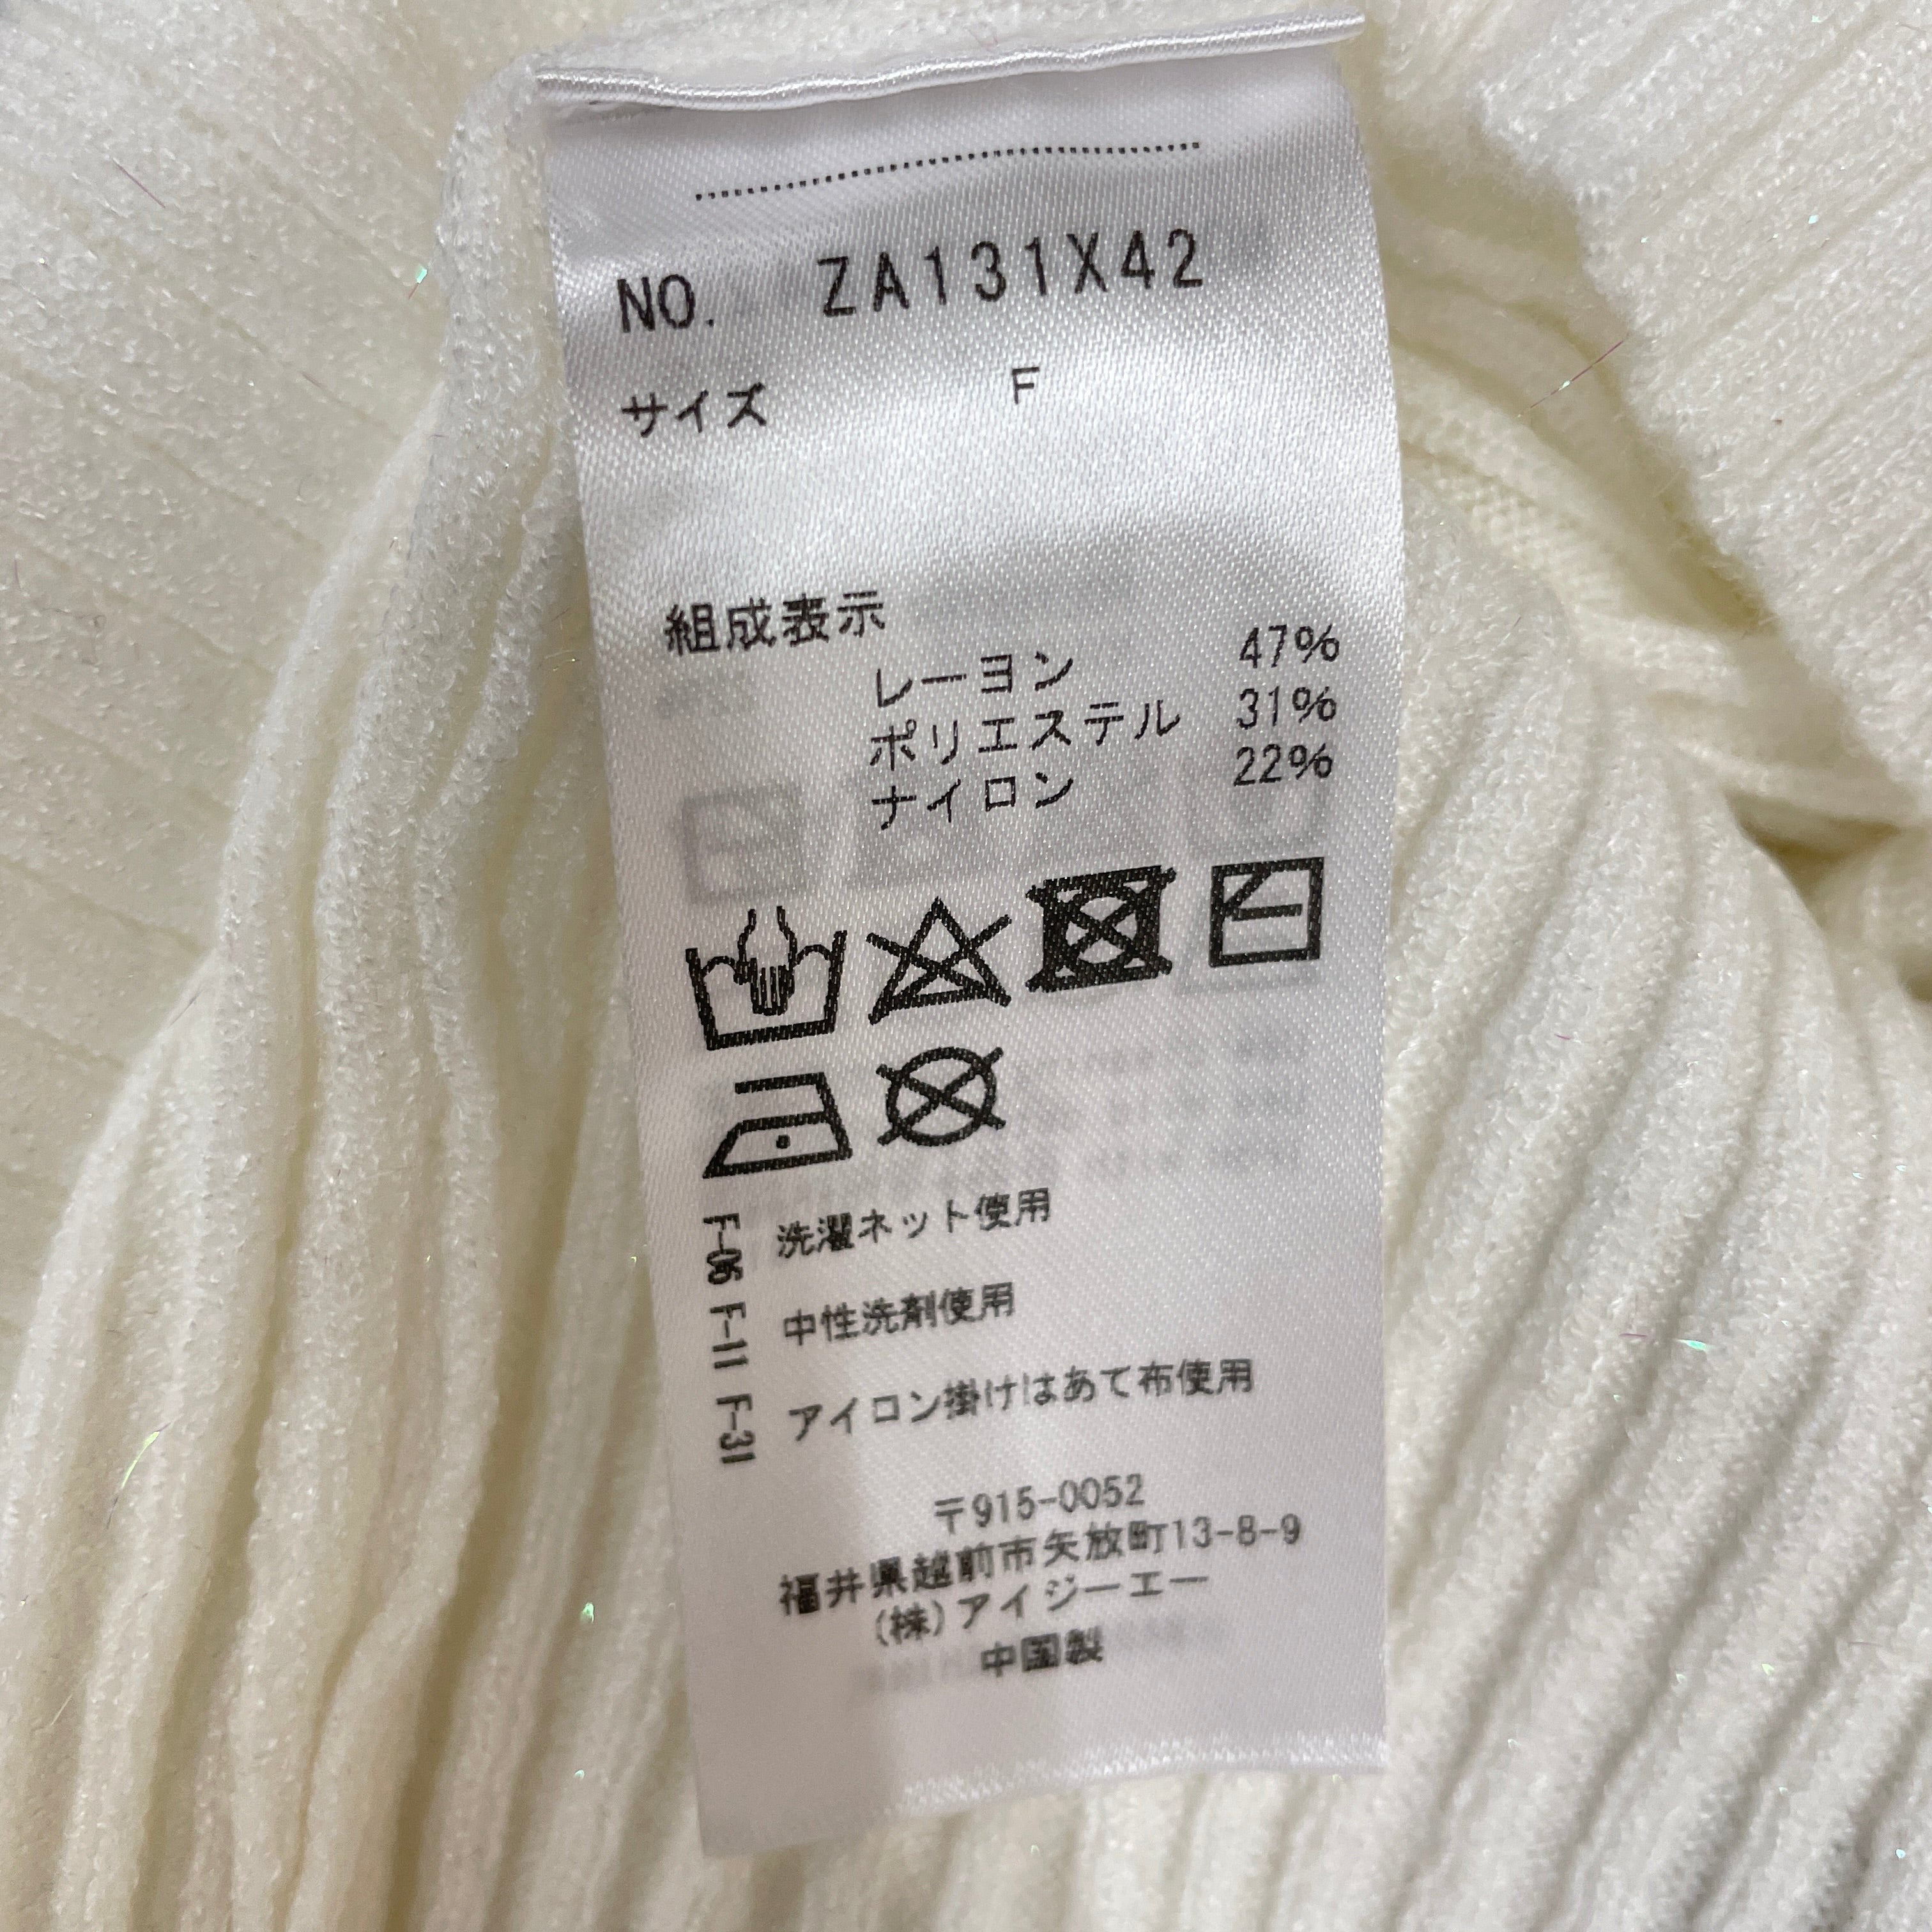 NO. ZA131X42
サイズ F
組成表示
レーヨン 47%
ポリエステル 31%
ナイロン 22%
F-06 F-11 F-31
洗濯ネット使用
中性洗剤使用
アイロン掛けはあて布使用
〒915-0052
福井県越前市矢放町13-8-9
(株)アイジーエー
中国製